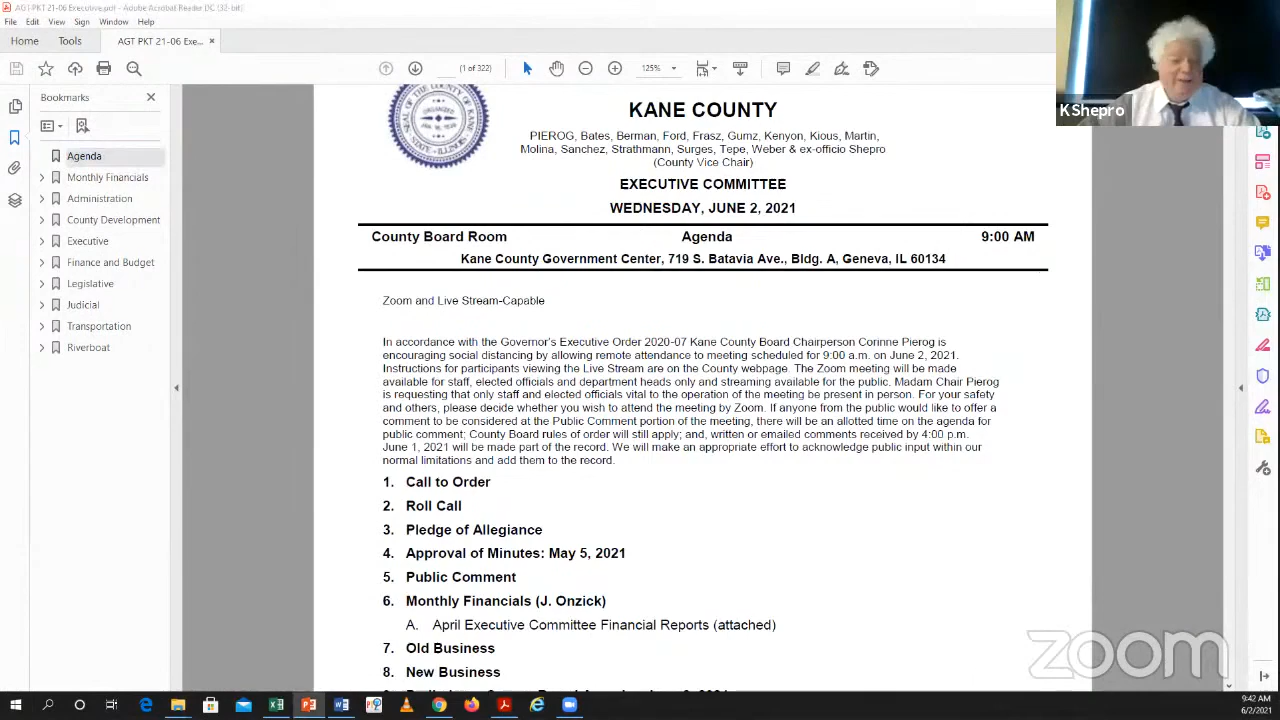 AGT-PKT 21-06 Executive.pdf - Adobe Acrobat Reader DC (32-bit)
File Edit View Sign Window Help
Home Tools AGT PKT 21-06 Exe... ×
(1 of 322) 125%
Bookmarks
Agenda
Monthly Financials
Administration
County Development
Executive
Finance and Budget
Legislative
Judicial
Transportation
Riverboat
KANE COUNTY
PIEROG, Bates, Berman, Ford, Frasz, Gumz, Kenyon, Kious, Martin,
Molina, Sanchez, Strathmann, Surges, Tepe, Weber & ex-officio Shepro
(County Vice Chair)
EXECUTIVE COMMITTEE
WEDNESDAY, JUNE 2, 2021
County Board Room Agenda 9:00 AM
Kane County Government Center, 719 S. Batavia Ave., Bldg. A, Geneva, IL 60134
Zoom and Live Stream-Capable
In accordance with the Governor's Executive Order 2020-07 Kane County Board Chairperson Corinne Pierog is
encouraging social distancing by allowing remote attendance to meeting scheduled for 9:00 a.m. on June 2, 2021.
Instructions for participants viewing the Live Stream are on the County webpage. The Zoom meeting will be made
available for staff, elected officials and department heads only and streaming available for the public. Madam Chair Pierog
is requesting that only staff and elected officials vital to the operation of the meeting be present in person. For your safety
and others, please decide whether you wish to attend the meeting by Zoom. If anyone from the public would like to offer a
comment to be considered at the Public Comment portion of the meeting, there will be an allotted time on the agenda for
public comment; County Board rules of order will still apply; and, written or emailed comments received by 4:00 p.m.
June 1, 2021 will be made part of the record. We will make an appropriate effort to acknowledge public input within our
normal limitations and add them to the record.
1. Call to Order
2. Roll Call
3. Pledge of Allegiance
4. Approval of Minutes: May 5, 2021
5. Public Comment
6. Monthly Financials (J. Onzick)
A. April Executive Committee Financial Reports (attached)
7. Old Business
8. New Business
KShepro
zoom
9:42 AM
6/2/2021